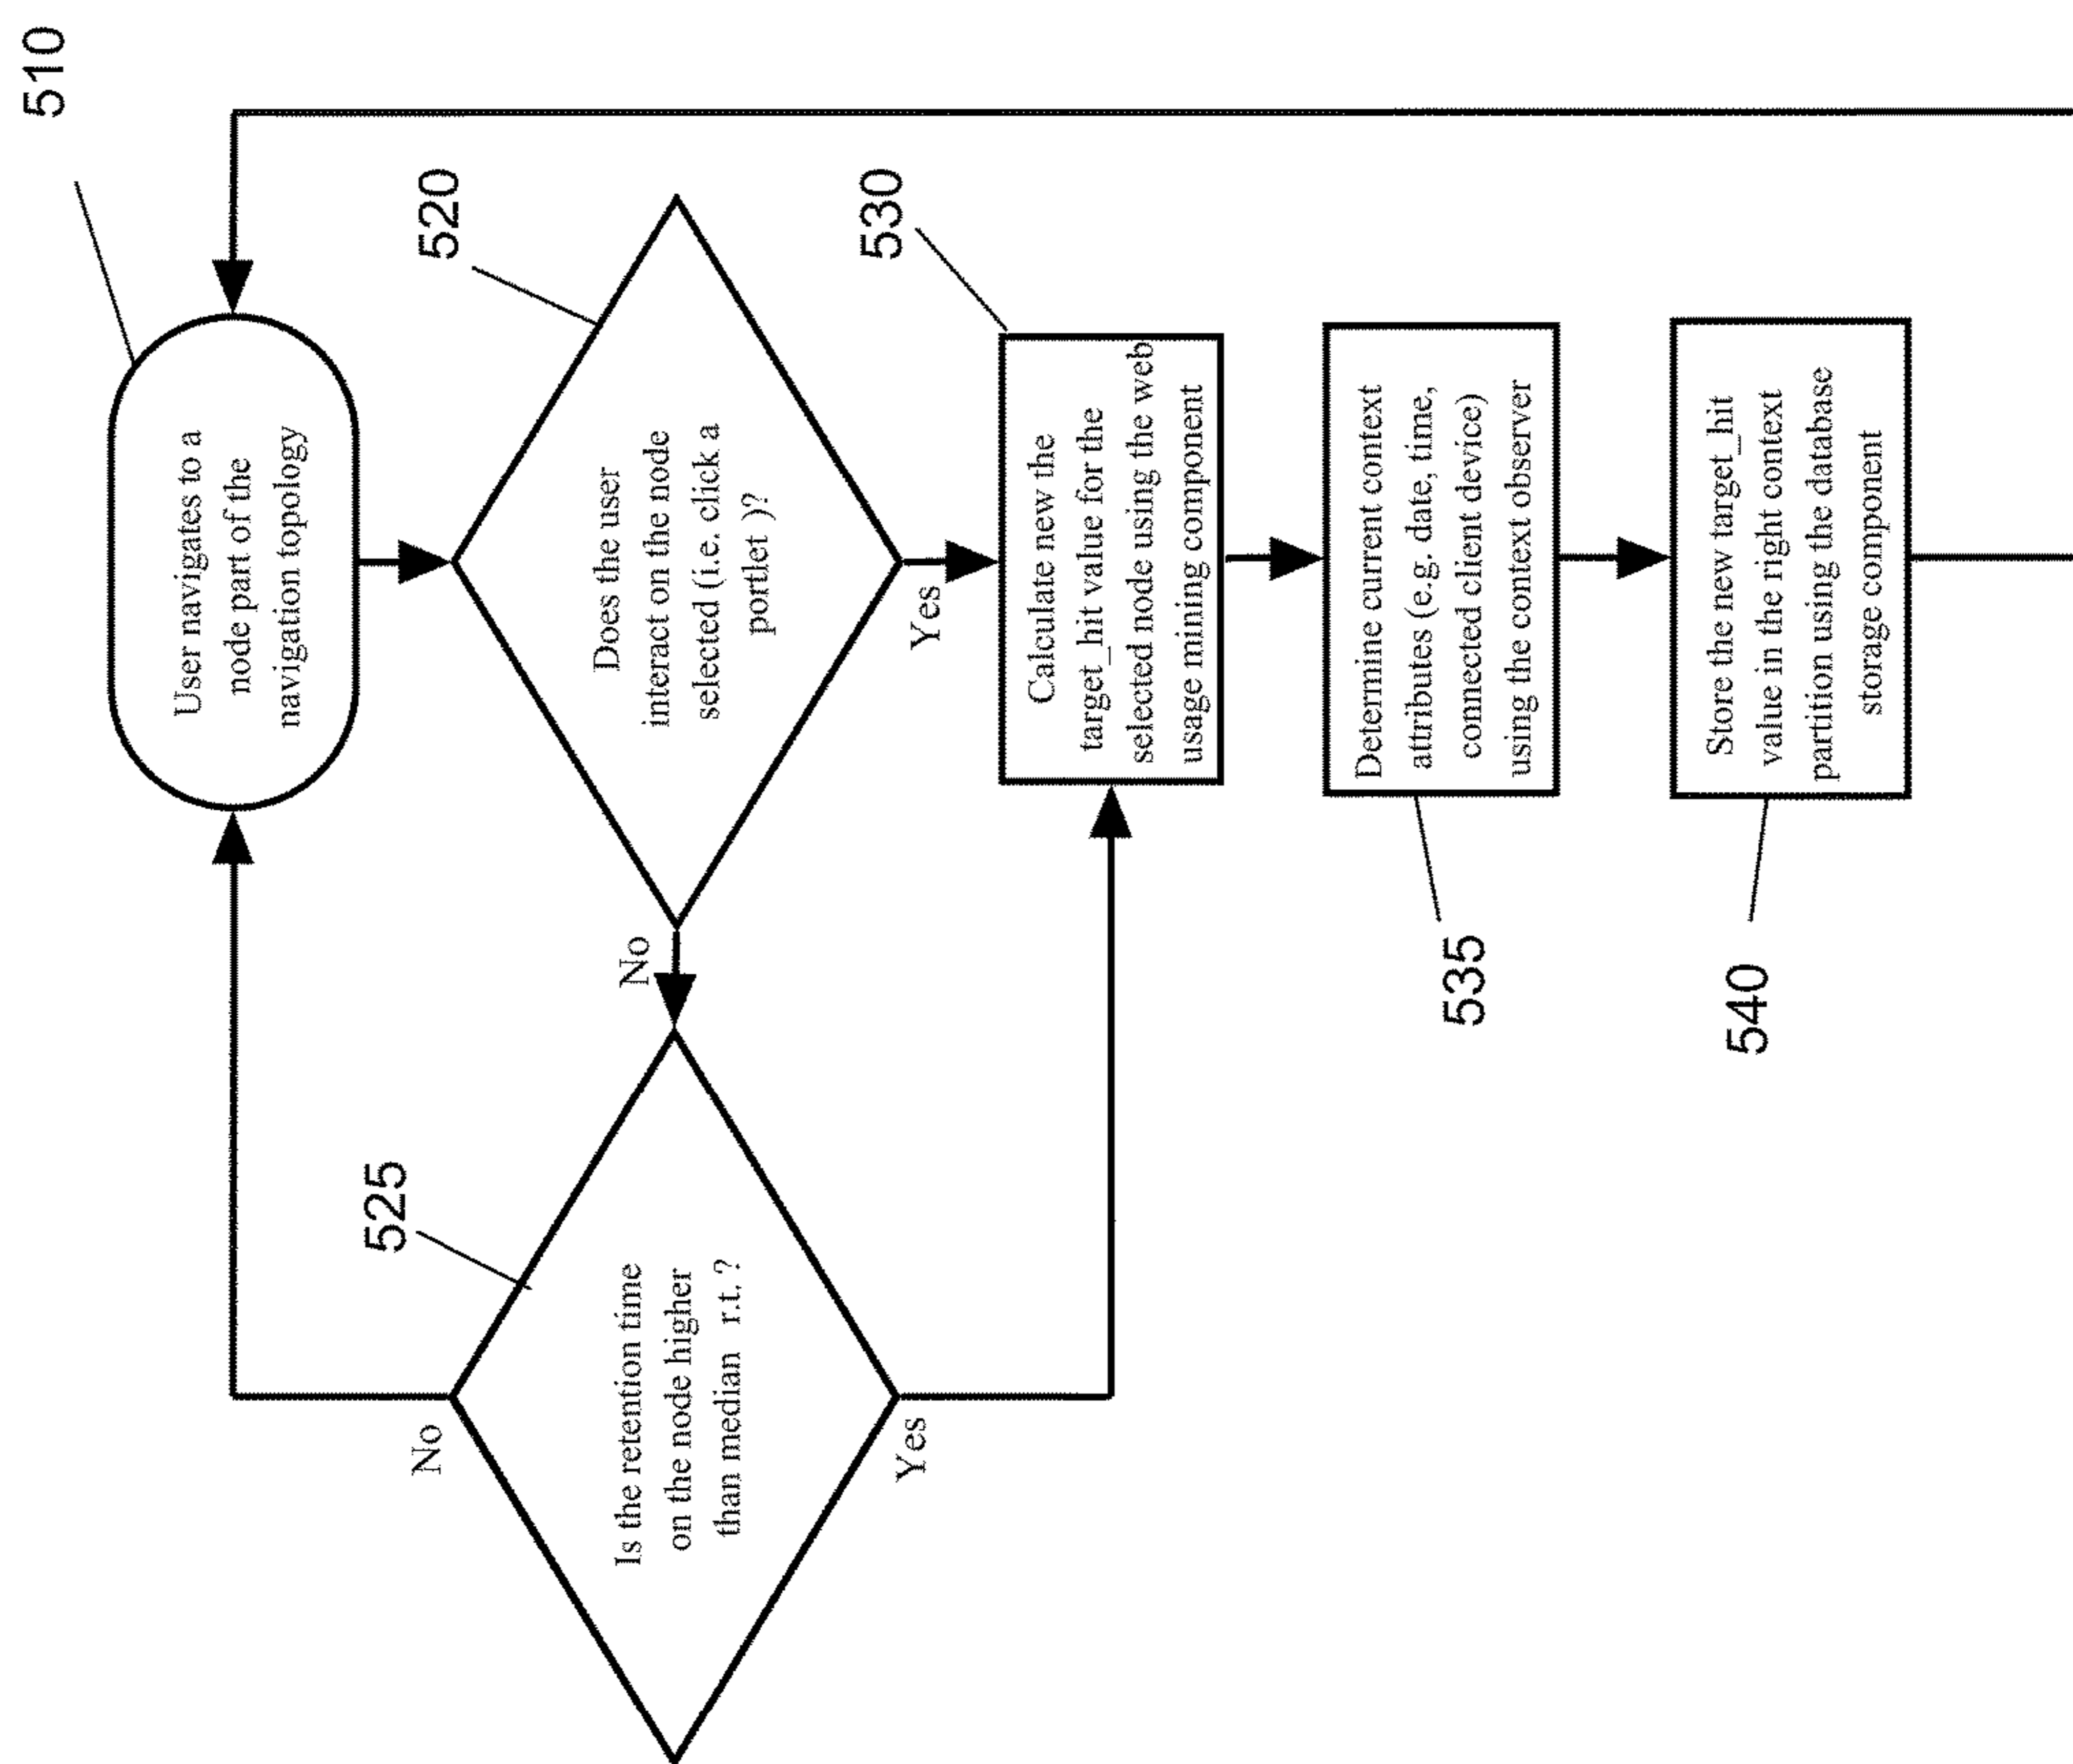 510
User navigates to a
node part of the
navigation topology
520
Does the user
interact on the node
selected (i.e. click a
portlet )?
No
Yes
525
Is the retention time
on the node higher
than median r.t. ?
No
Yes
530
Calculate new the
target_hit value for the
selected node using the web
usage mining component
535
Determine current context
attributes (e.g. date, time,
connected client device)
using the context observer
540
Store the new target_hit
value in the right context
partition using the database
storage component